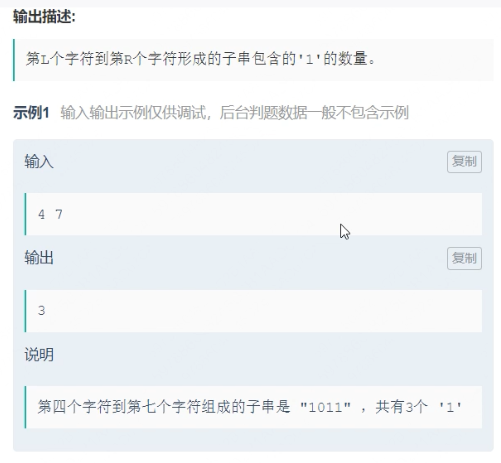 输出描述:
第L个字符到第R个字符形成的子串包含的'1'的数量。
示例1 输入输出示例仅供调试，后台判题数据一般不包含示例
输入 复制
4 7
输出 复制
3
说明
第四个字符到第七个字符组成的子串是 "1011" ，共有3个 '1'